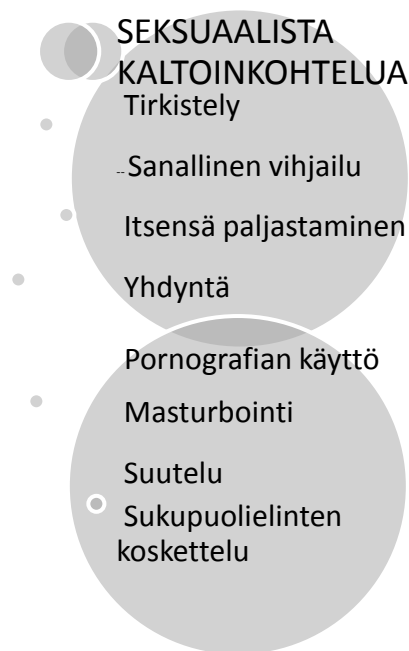 SEKSUAALISTA
KALTOINKOHTELUA
Tirkistely
--Sanallinen vihjailu
Itsensä paljastaminen
Yhdyntä
Pornografian käyttö
Masturbointi
Suutelu
Sukupuolielinten
koskettelu